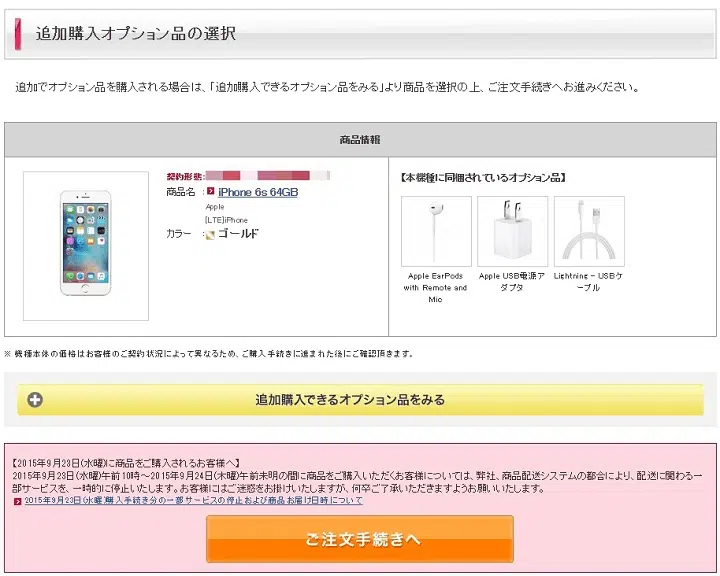 追加購入オプション品の選択
追加でオプション品を購入される場合は、「追加購入できるオプション品をみる」より商品を選択の上、ご注文手続きへお進みください。
商品情報
契約形態:
商品名 : iPhone 6s 64GB
Apple
[LTE]iPhone
カラー : ゴールド
【本機種に同梱されているオプション品】
Apple EarPods
with Remote and
Mic
Apple USB電源ア
ダプタ
Lightning - USBケ
ーブル
※ 機種本体の価格はお客様のご契約状況によって異なるため、ご購入手続きに進まれた後にご確認頂きます。
追加購入できるオプション品をみる
【2015年9月23日(水曜)に商品をご購入されるお客様へ】
2015年9月23日(水曜)午前10時～2015年9月24日(木曜)午前未明の間に商品をご購入いただくお客様については、弊社、商品配送システムの都合により、配送に関わる一
部サービスを、一時的に停止いたします。お客様にはご迷惑をお掛けいたしますが、何卒ご了承いただきますようお願いいたします。
2015年9月23日(水曜)購入手続き分の一部サービスの停止および商品お届け日時について
ご注文手続きへ